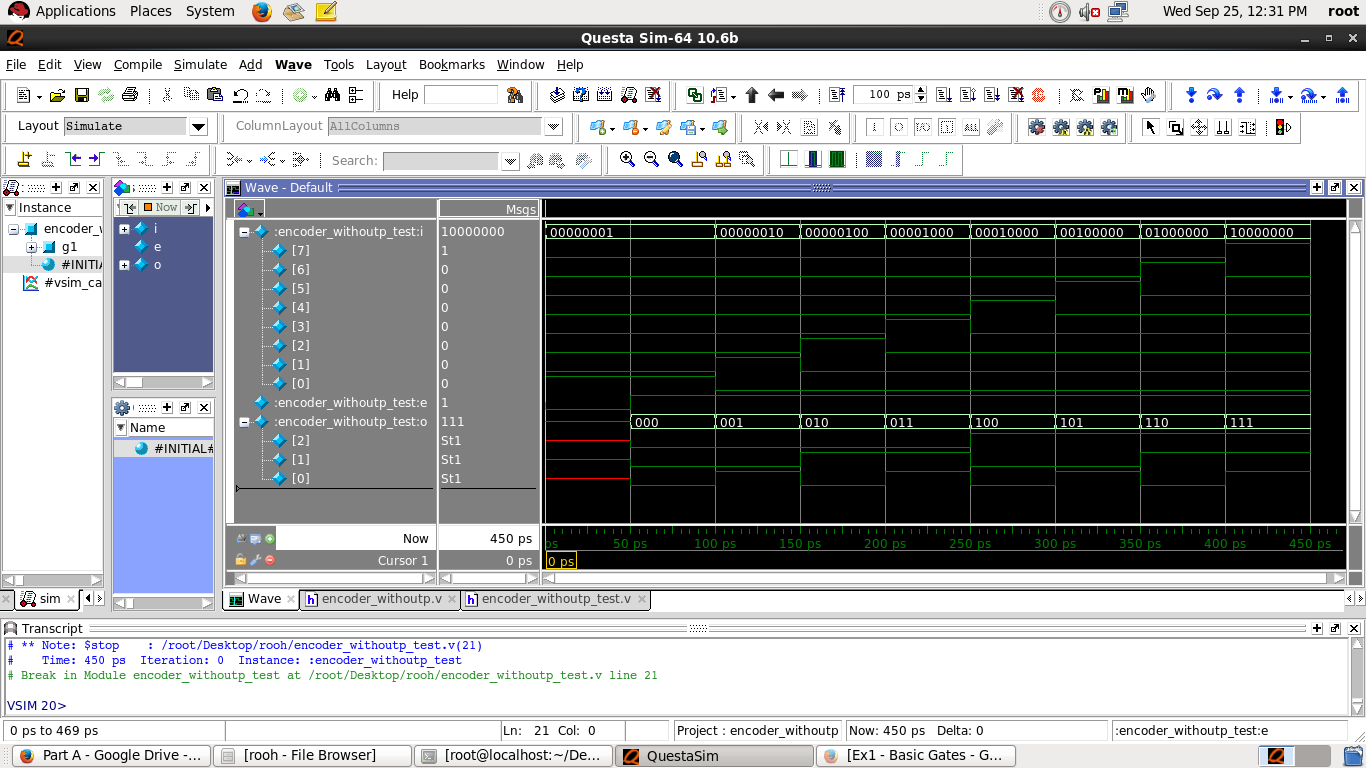 Applications Places System Wed Sep 25, 12:31 PM root
Questa Sim-64 10.6b
File Edit View Compile Simulate Add Wave Tools Layout Bookmarks Window Help
Help 100 ps
Layout Simulate ColumnLayout AllColumns
Search:
Wave - Default
Instance
Now
Msgs
encoder_w
g1
#INITIA
#vsim_ca
i
e
o
Name
#INITIAL#
:encoder_withoutp_test:i 10000000 00000001 00000010 00000100 00001000 00010000 00100000 01000000 10000000
[7] 1
[6] 0
[5] 0
[4] 0
[3] 0
[2] 0
[1] 0
[0] 0
:encoder_withoutp_test:e 1
:encoder_withoutp_test:o 111 000 001 010 011 100 101 110 111
[2] St1
[1] St1
[0] St1
Now 450 ps ps 50 ps 100 ps 150 ps 200 ps 250 ps 300 ps 350 ps 400 ps 450 ps
Cursor 1 0 ps 0 ps
sim
Wave encoder_withoutp.v encoder_withoutp_test.v
Transcript
# ** Note: $stop : /root/Desktop/rooh/encoder_withoutp_test.v(21)
# Time: 450 ps Iteration: 0 Instance: :encoder_withoutp_test
# Break in Module encoder_withoutp_test at /root/Desktop/rooh/encoder_withoutp_test.v line 21
VSIM 20>
0 ps to 469 ps Ln: 21 Col: 0 Project : encoder_withoutp Now: 450 ps Delta: 0 :encoder_withoutp_test:e
Part A - Google Drive -... [rooh - File Browser] [root@localhost:~/De... QuestaSim [Ex1 - Basic Gates - G...